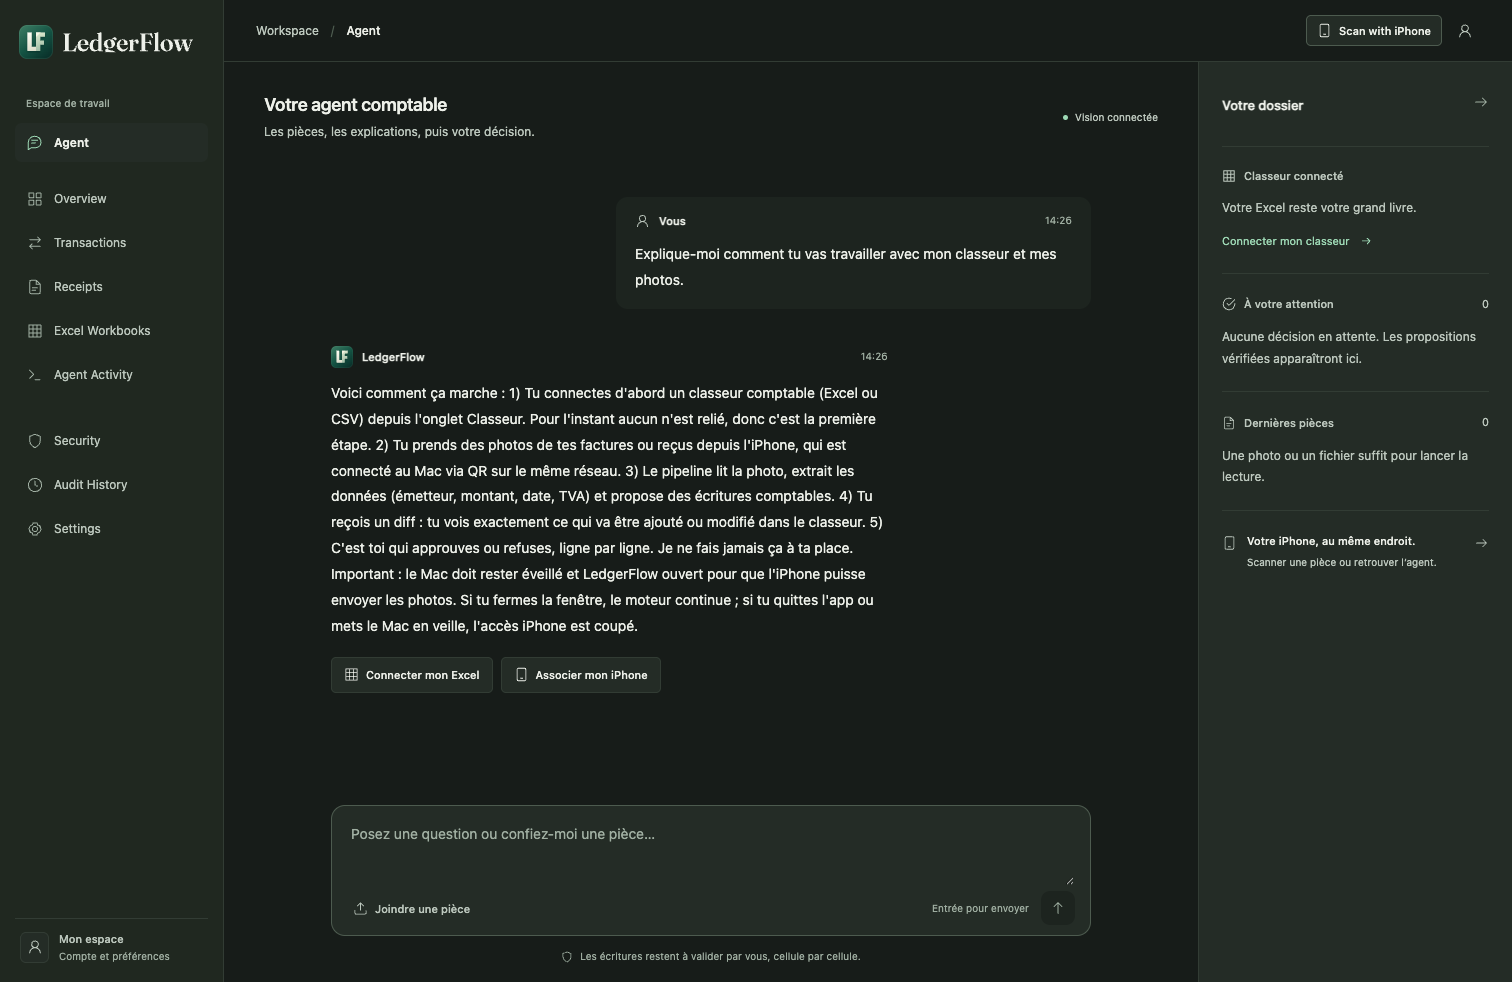 LF LedgerFlow
Espace de travail
Agent
Overview
Transactions
Receipts
Excel Workbooks
Agent Activity
Security
Audit History
Settings
Mon espace
Compte et préférences
Workspace / Agent
Scan with iPhone
Votre agent comptable
Les pièces, les explications, puis votre décision.
Vision connectée
Vous 14:26
Explique-moi comment tu vas travailler avec mon classeur et mes
photos.
LF LedgerFlow 14:26
Voici comment ça marche : 1) Tu connectes d'abord un classeur comptable (Excel ou
CSV) depuis l'onglet Classeur. Pour l'instant aucun n'est relié, donc c'est la première
étape. 2) Tu prends des photos de tes factures ou reçus depuis l'iPhone, qui est
connecté au Mac via QR sur le même réseau. 3) Le pipeline lit la photo, extrait les
données (émetteur, montant, date, TVA) et propose des écritures comptables. 4) Tu
reçois un diff : tu vois exactement ce qui va être ajouté ou modifié dans le classeur. 5)
C'est toi qui approuves ou refuses, ligne par ligne. Je ne fais jamais ça à ta place.
Important : le Mac doit rester éveillé et LedgerFlow ouvert pour que l'iPhone puisse
envoyer les photos. Si tu fermes la fenêtre, le moteur continue ; si tu quittes l'app ou
mets le Mac en veille, l'accès iPhone est coupé.
Connecter mon Excel
Associer mon iPhone
Posez une question ou confiez-moi une pièce...
Joindre une pièce
Entrée pour envoyer
Les écritures restent à valider par vous, cellule par cellule.
Votre dossier
Classeur connecté
Votre Excel reste votre grand livre.
Connecter mon classeur
À votre attention 0
Aucune décision en attente. Les propositions
vérifiées apparaîtront ici.
Dernières pièces 0
Une photo ou un fichier suffit pour lancer la
lecture.
Votre iPhone, au même endroit.
Scanner une pièce ou retrouver l'agent.